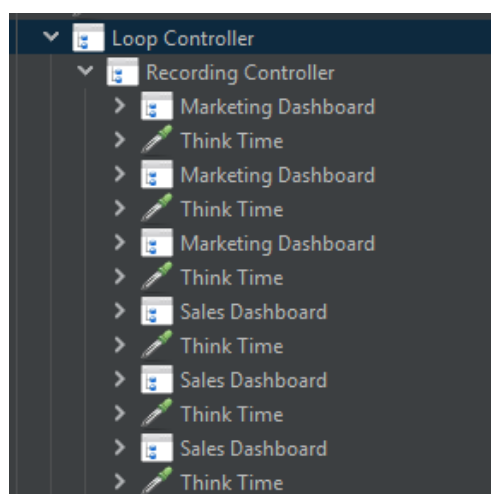 Loop Controller
Recording Controller
Marketing Dashboard
Think Time
Marketing Dashboard
Think Time
Marketing Dashboard
Think Time
Sales Dashboard
Think Time
Sales Dashboard
Think Time
Sales Dashboard
Think Time